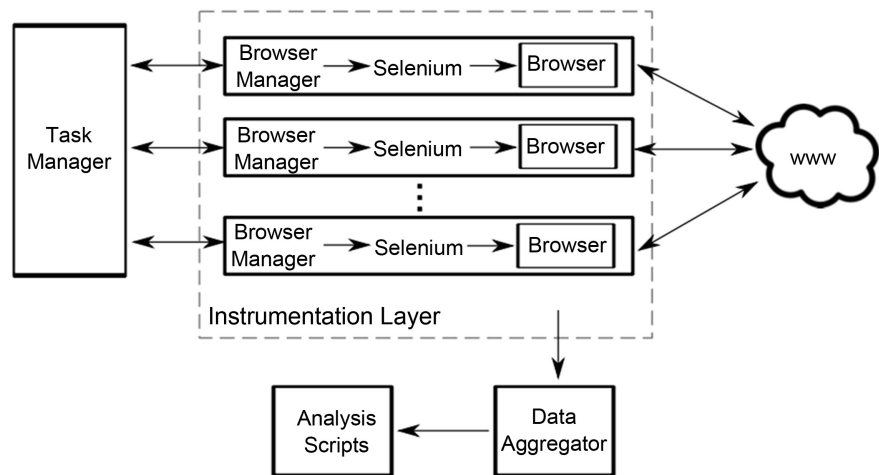 Task
Manager
Browser
Manager
Selenium
Browser
Browser
Manager
Selenium
Browser
Browser
Manager
Selenium
Browser
www
Instrumentation Layer
Analysis
Scripts
Data
Aggregator